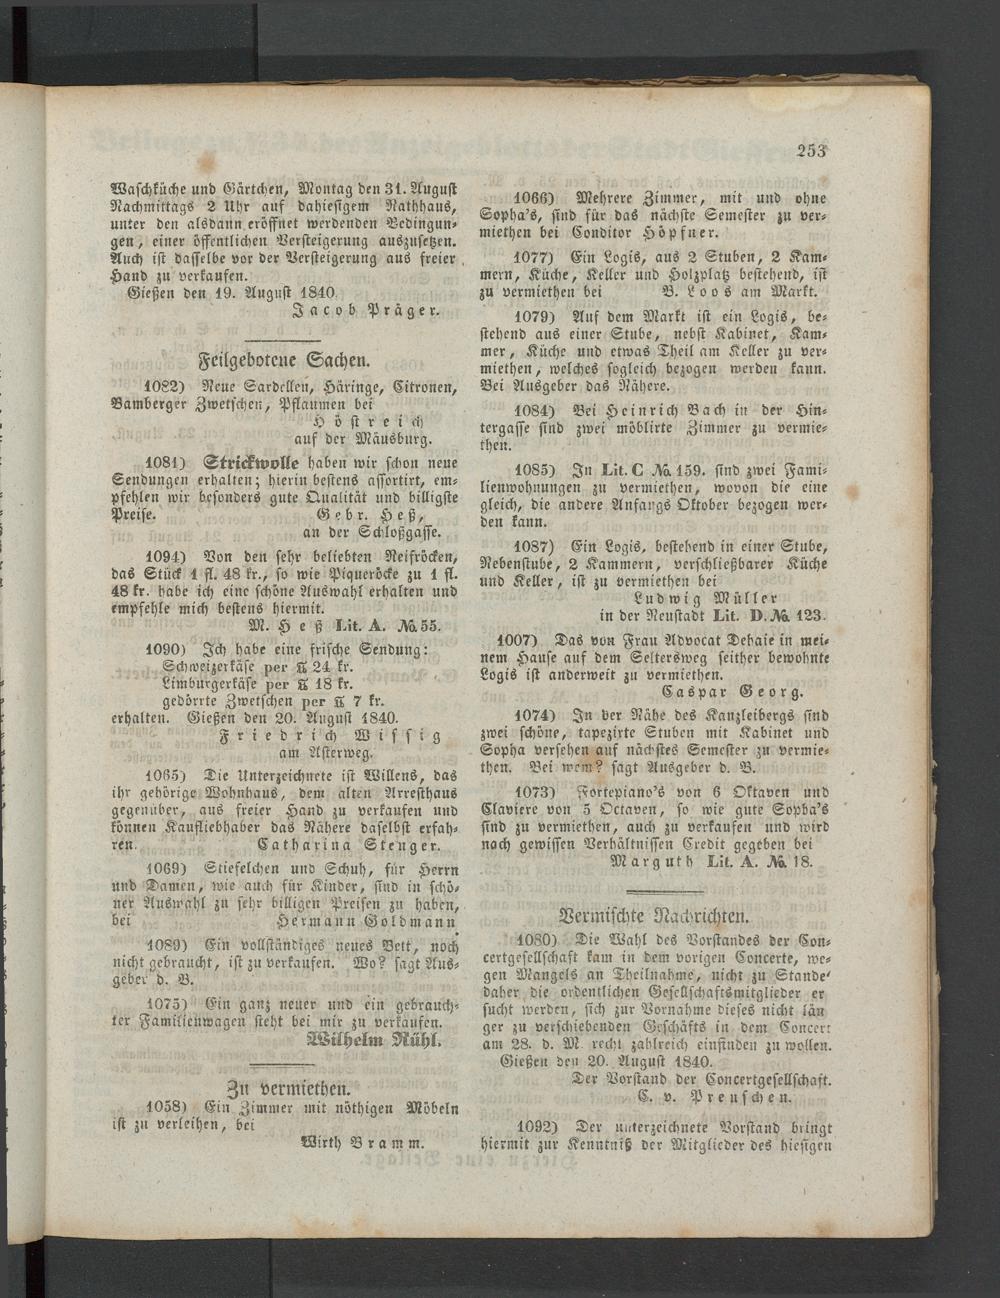 253
Waschküche und Gärtchen, Montag den 31. August
Nachmittags 2 Uhr auf dahiesigem Rathhaus,
unter den alsdann eröffnet werdenden Bedingun-
gen, einer öffentlichen Versteigerung auszusetzen.
Auch ist dasselbe vor der Versteigerung aus freier
Hand zu verkaufen.
Gießen den 19. August 1840.
Jacob Präger.
Feilgebotene Sachen.
1082) Neue Sardellen, Häringe, Citronen,
Bamberger Zwetschen, Pflaumen bei
Höstreich
auf der Mäusburg.
1081) Strickwolle haben wir schon neue
Sendungen erhalten; hierin bestens assortirt, em-
pfehlen wir besonders gute Qualität und billigste
Preise. Gebr. Heß,
an der Schloßgasse.
1094) Von den sehr beliebten Reifröcken,
das Stück 1 fl. 48 kr., so wie Piqueröcke zu 1 fl.
48 kr. habe ich eine schöne Auswahl erhalten und
empfehle mich bestens hiermit.
M. Heß Lit. A. № 55.
1090) Ich habe eine frische Sendung:
Schweizerkäse per ℔ 24 kr.
Limburgerkäse per ℔ 18 kr.
gedörrte Zwetschen per ℔ 7 kr.
erhalten. Gießen den 20. August 1840.
Friedrich Wissig
am Asterweg.
1065) Die Unterzeichnete ist Willens, das
ihr gehörige Wohnhaus, dem alten Arresthaus
gegenüber, aus freier Hand zu verkaufen und
können Kaufliebhaber das Nähere daselbst erfah-
ren. Catharina Stenger.
1069) Stiefelchen und Schuh, für Herrn
und Damen, wie auch für Kinder, sind in schö-
ner Auswahl zu sehr billigen Preisen zu haben,
bei Hermann Goldmann
1089) Ein vollständiges neues Bett, noch
nicht gebraucht, ist zu verkaufen. Wo? sagt Aus-
geber d. B.
1075) Ein ganz neuer und ein gebrauch-
ter Familienwagen steht bei mir zu verkaufen.
Wilhelm Rühl.
Zu vermiethen.
1058) Ein Zimmer mit nöthigen Möbeln
ist zu verleihen, bei
Wirth Bramm.
1066) Mehrere Zimmer, mit und ohne
Sopha's, sind für das nächste Semester zu ver-
miethen bei Conditor Höpfner.
1077) Ein Logis, aus 2 Stuben, 2 Kam-
mern, Küche, Keller und Holzplatz bestehend, ist
zu vermiethen bei B. Loos am Markt.
1079) Auf dem Markt ist ein Logis, be-
stehend aus einer Stube, nebst Kabinet, Kam-
mer, Küche und etwas Theil am Keller zu ver-
miethen, welches sogleich bezogen werden kann.
Bei Ausgeber das Nähere.
1084) Bei Heinrich Bach in der Hin-
tergasse sind zwei möblirte Zimmer zu vermie-
then.
1085) In Lit. C № 159. sind zwei Fami-
lienwohnungen zu vermiethen, wovon die eine
gleich, die andere Anfangs Oktober bezogen wer-
den kann.
1087) Ein Logis, bestehend in einer Stube,
Nebenstube, 2 Kammern, verschließbarer Küche
und Keller, ist zu vermiethen bei
Ludwig Müller
in der Neustadt Lit. D. № 123.
1007) Das von Frau Advocat Dehaie in mei-
nem Hause auf dem Seltersweg seither bewohnte
Logis ist anderweit zu vermiethen.
Caspar Georg.
1074) In der Nähe des Kanzleibergs sind
zwei schöne, tapezirte Stuben mit Kabinet und
Sopha versehen auf nächstes Semester zu vermie-
then. Bei wem? sagt Ausgeber d. B.
1073) Fortepiano's von 6 Oktaven und
Claviere von 5 Octaven, so wie gute Sopha's
sind zu vermiethen, auch zu verkaufen und wird
nach gewissen Verhältnissen Credit gegeben bei
Marguth Lit. A. № 18.
Vermischte Nachrichten.
1080) Die Wahl des Vorstandes der Con-
certgesellschaft kam in dem vorigen Concerte, we-
gen Mangels an Theilnahme, nicht zu Stande'
daher die ordentlichen Gesellschaftsmitglieder er
sucht werden, sich zur Vornahme dieses nicht län
ger zu verschiebenden Geschäfts in dem Concert
am 28. d. M. recht zahlreich einfinden zu wollen.
Gießen den 20. August 1840.
Der Vorstand der Concertgesellschaft.
C. v. Preuschen.
1092) Der unterzeichnete Vorstand bringt
hiermit zur Kenntniß der Mitglieder des hiesigen